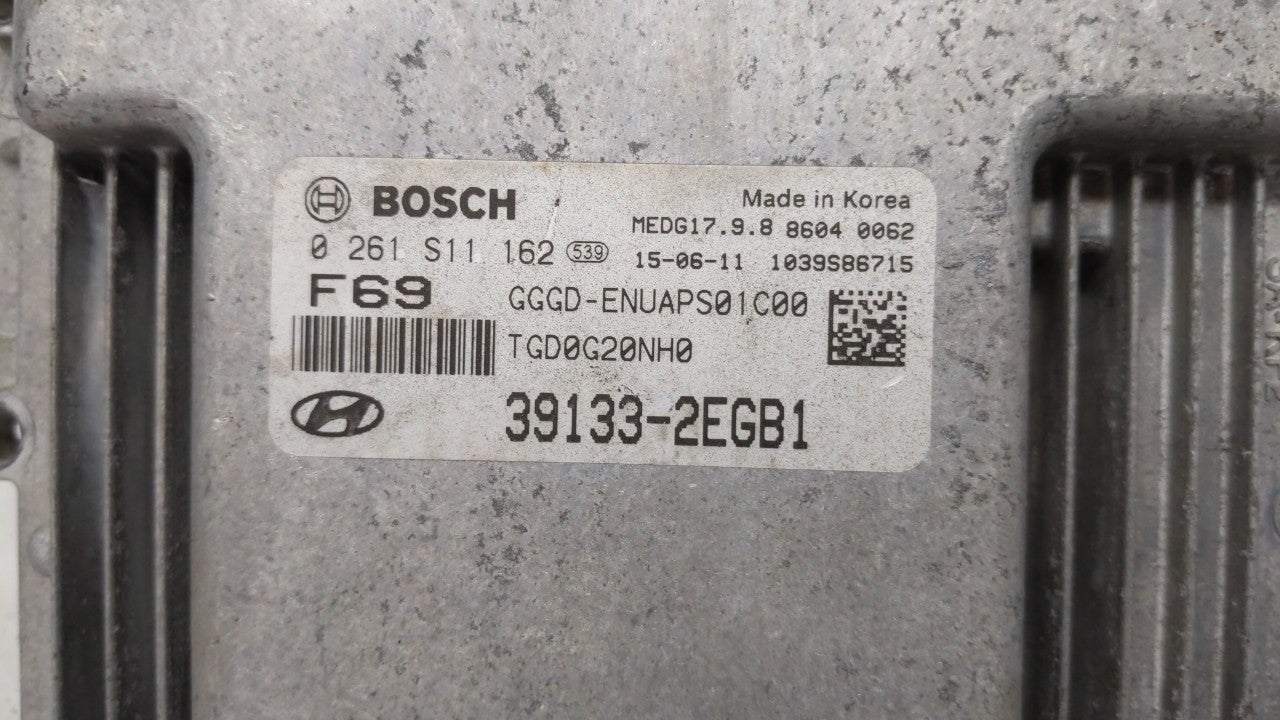 BOSCH
Made in Korea
MEDG17.9.8 8604 0062
0 261 S11 162 539
15-06-11 1039S86715
F69
GGGD-ENUAPS01C00
TGD0G20NH0
39133-2EGB1